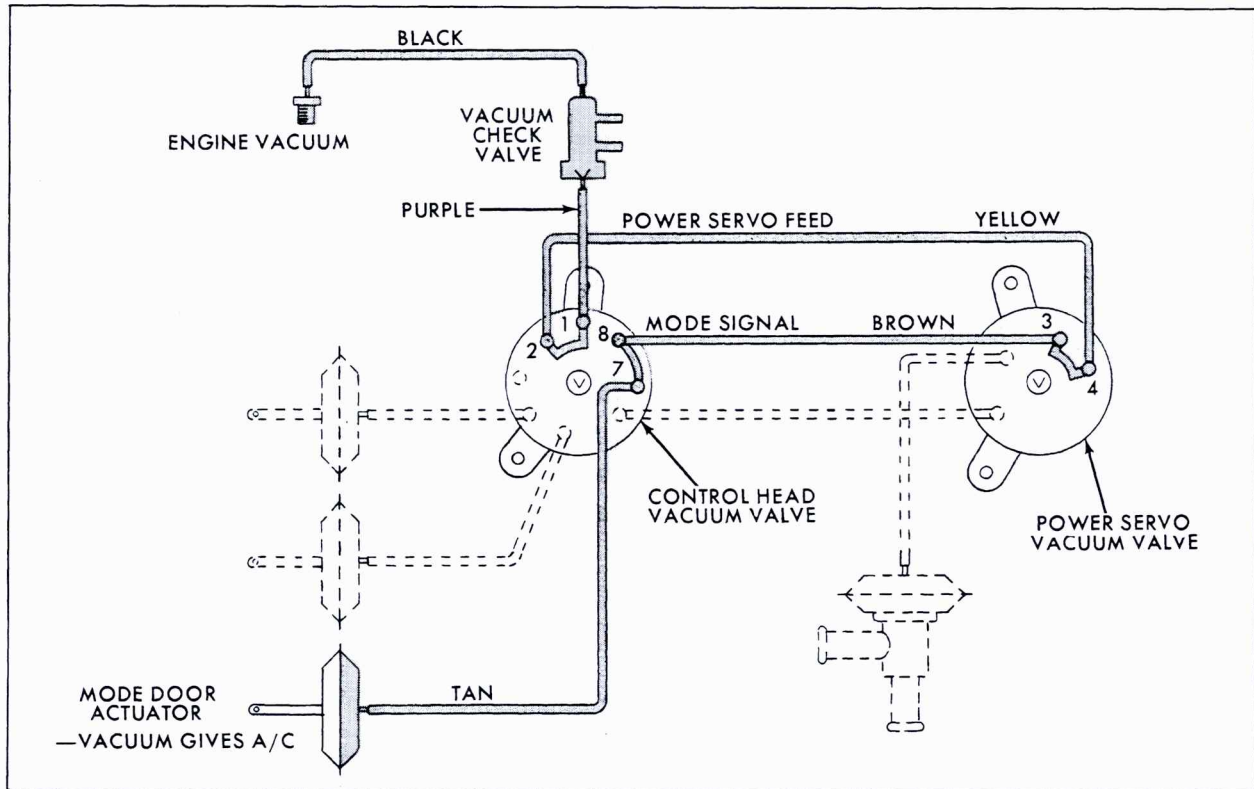 BLACK
ENGINE VACUUM
VACUUM
CHECK
VALVE
PURPLE
POWER SERVO FEED YELLOW
1
2
8
MODE SIGNAL BROWN
3
7
4
V
V
CONTROL HEAD
VACUUM VALVE
POWER SERVO
VACUUM VALVE
MODE DOOR
ACTUATOR
—VACUUM GIVES A/C
TAN